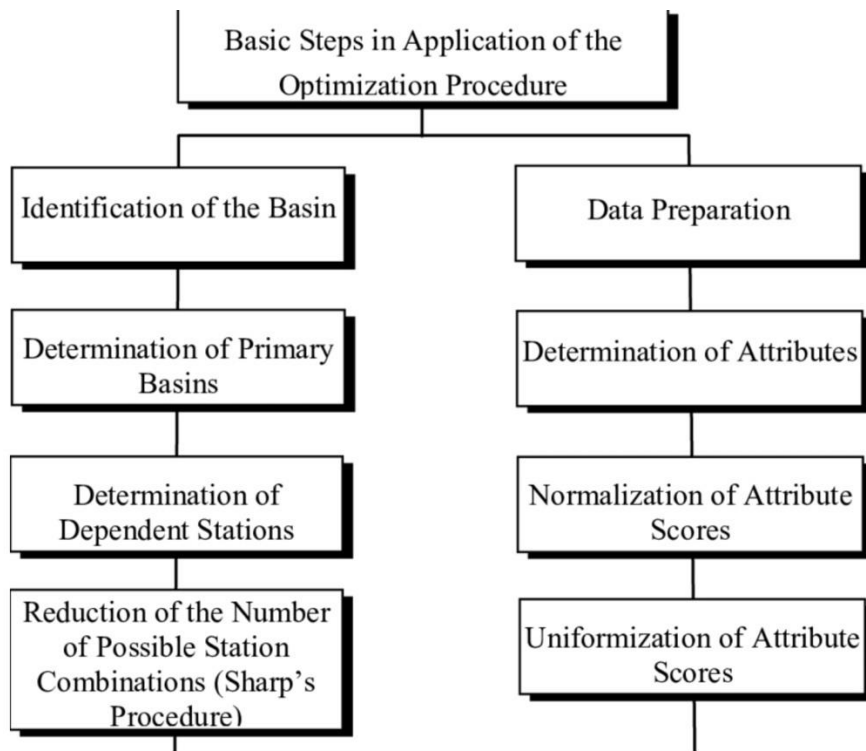 Basic Steps in Application of the
Optimization Procedure
Identification of the Basin
Data Preparation
Determination of Primary
Basins
Determination of Attributes
Determination of
Dependent Stations
Normalization of Attribute
Scores
Reduction of the Number
of Possible Station
Combinations (Sharp's
Procedure)
Uniformization of Attribute
Scores